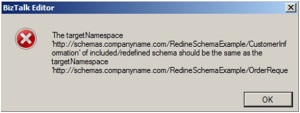 BizTalk Editor
The targetNamespace
'http://schemas.companyname.com/RedineSchemaExample/CustomerInf
ormation' of included/redefined schema should be the same as the
targetNamespace
'http://schemas.companyname.com/RedineSchemaExample/OrderReque
OK